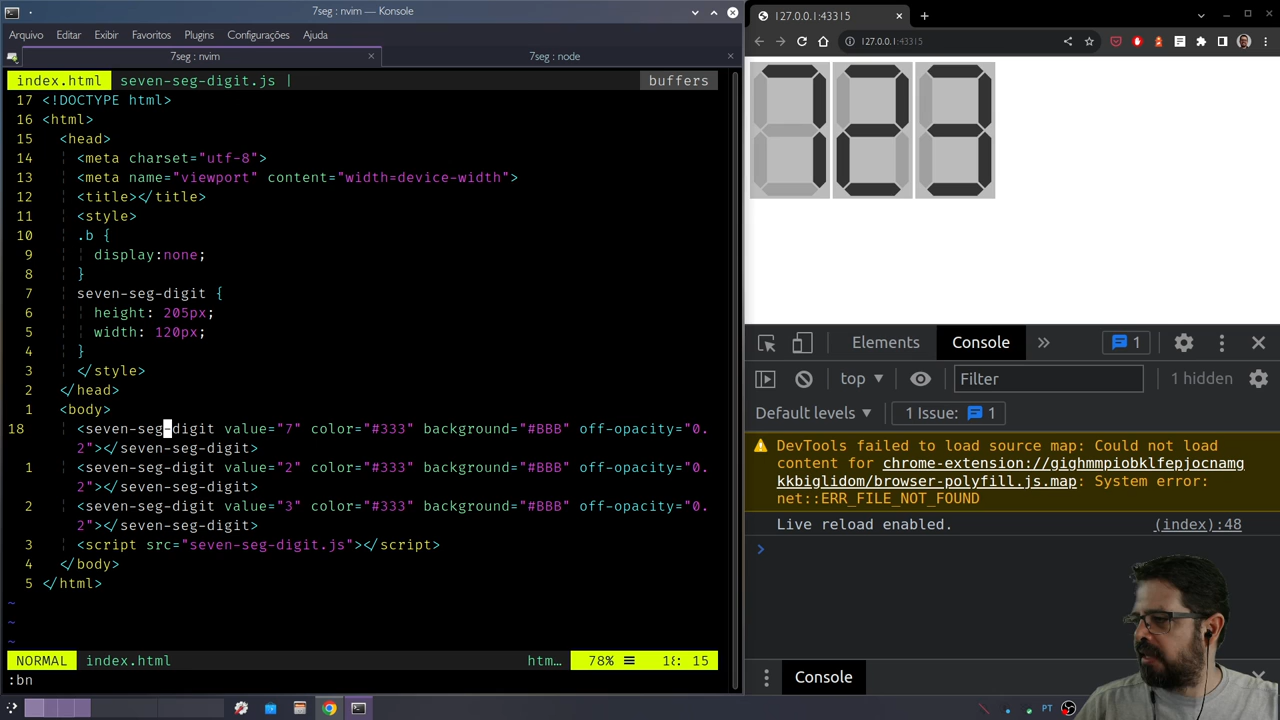 7seg : nvim — Konsole
Arquivo Editar Exibir Favoritos Plugins Configurações Ajuda
7seg : nvim
7seg : node
index.html seven-seg-digit.js | buffers
17 <!DOCTYPE html>
16 <html>
15 <head>
14 <meta charset="utf-8">
13 <meta name="viewport" content="width=device-width">
12 <title></title>
11 <style>
10 .b {
9 display:none;
8 }
7 seven-seg-digit {
6 height: 205px;
5 width: 120px;
4 }
3 </style>
2 </head>
1 <body>
18 <seven-seg-digit value="7" color="#333" background="#BBB" off-opacity="0.
2"></seven-seg-digit>
1 <seven-seg-digit value="2" color="#333" background="#BBB" off-opacity="0.
2"></seven-seg-digit>
2 <seven-seg-digit value="3" color="#333" background="#BBB" off-opacity="0.
2"></seven-seg-digit>
3 <script src="seven-seg-digit.js"></script>
4 </body>
5 </html>
~
~
~
NORMAL index.html htm… 78% ☰ 18: 15
:bn
127.0.0.1:43315
127.0.0.1:43315
723
Elements Console » 1
top Filter 1 hidden
Default levels 1 Issue: 1
DevTools failed to load source map: Could not load
content for chrome-extension://gighmmpiobklfepjocnamg
kkbiglidom/browser-polyfill.js.map: System error:
net::ERR_FILE_NOT_FOUND
Live reload enabled. (index):48
Console
PT